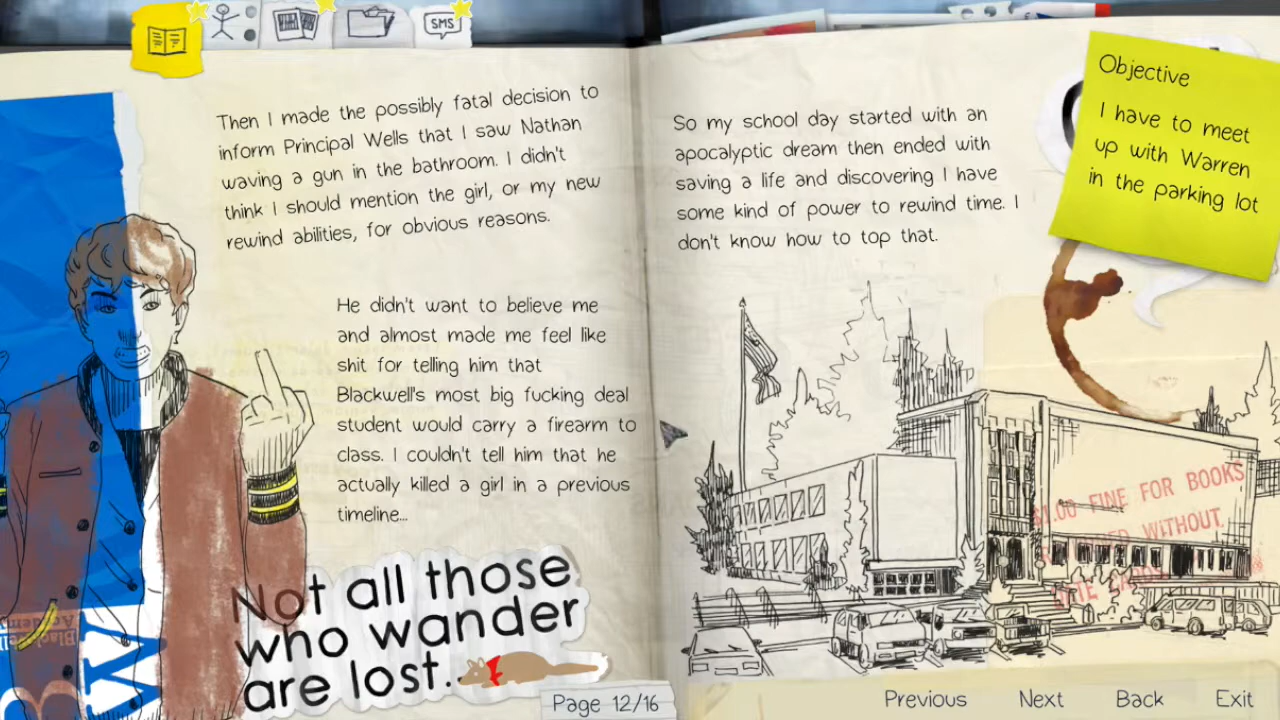 SMS
Then I made the possibly fatal decision to
inform Principal Wells that I saw Nathan
waving a gun in the bathroom. I didn't
think I should mention the girl, or my new
rewind abilities, for obvious reasons.
He didn't want to believe me
and almost made me feel like
shit for telling him that
Blackwell's most big fucking deal
student would carry a firearm to
class. I couldn't tell him that he
actually killed a girl in a previous
timeline...
Not all those
who wander
are lost...
Page 12/16
So my school day started with an
apocalyptic dream then ended with
saving a life and discovering I have
some kind of power to rewind time. I
don't know how to top that.
Objective
I have to meet
up with Warren
in the parking lot
$1.00 FINE FOR BOOKS
WITHOUT
Previous
Next
Back
Exit